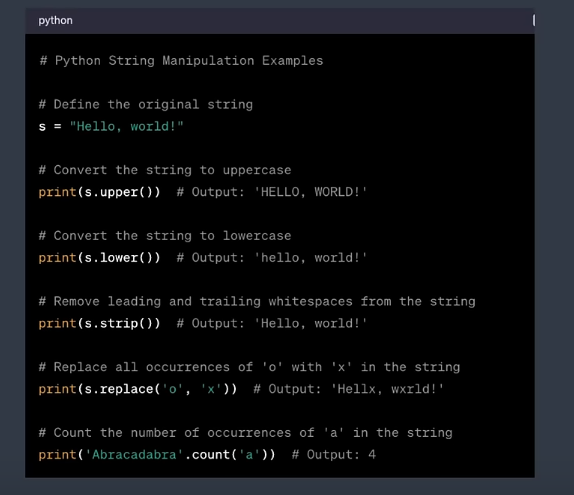 python
# Python String Manipulation Examples
# Define the original string
s = "Hello, world!"
# Convert the string to uppercase
print(s.upper())  # Output: 'HELLO, WORLD!'
# Convert the string to lowercase
print(s.lower())  # Output: 'hello, world!'
# Remove leading and trailing whitespaces from the string
print(s.strip())  # Output: 'Hello, world!'
# Replace all occurrences of 'o' with 'x' in the string
print(s.replace('o', 'x'))  # Output: 'Hellx, wxrld!'
# Count the number of occurrences of 'a' in the string
print('Abracadabra'.count('a'))  # Output: 4